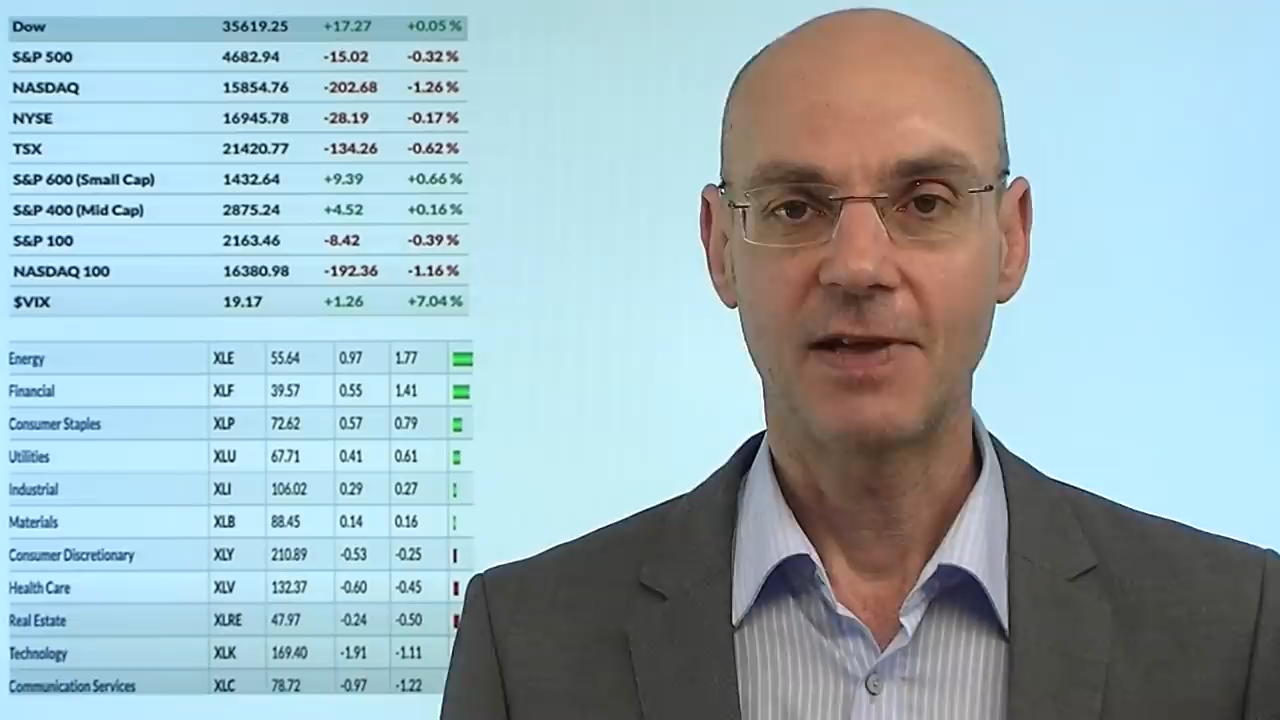 Dow 35619.25 +17.27 +0.05 %
S&P 500 4682.94 -15.02 -0.32 %
NASDAQ 15854.76 -202.68 -1.26 %
NYSE 16945.78 -28.19 -0.17 %
TSX 21420.77 -134.26 -0.62 %
S&P 600 (Small Cap) 1432.64 +9.39 +0.66 %
S&P 400 (Mid Cap) 2875.24 +4.52 +0.16 %
S&P 100 2163.46 -8.42 -0.39 %
NASDAQ 100 16380.98 -192.36 -1.16 %
$VIX 19.17 +1.26 +7.04 %
Energy XLE 55.64 0.97 1.77
Financial XLF 39.57 0.55 1.41
Consumer Staples XLP 72.62 0.57 0.79
Utilities XLU 67.71 0.41 0.61
Industrial XLI 106.02 0.29 0.27
Materials XLB 88.45 0.14 0.16
Consumer Discretionary XLY 210.89 -0.53 -0.25
Health Care XLV 132.37 -0.60 -0.45
Real Estate XLRE 47.97 -0.24 -0.50
Technology XLK 169.40 -1.91 -1.11
Communication Services XLC 78.72 -0.97 -1.22